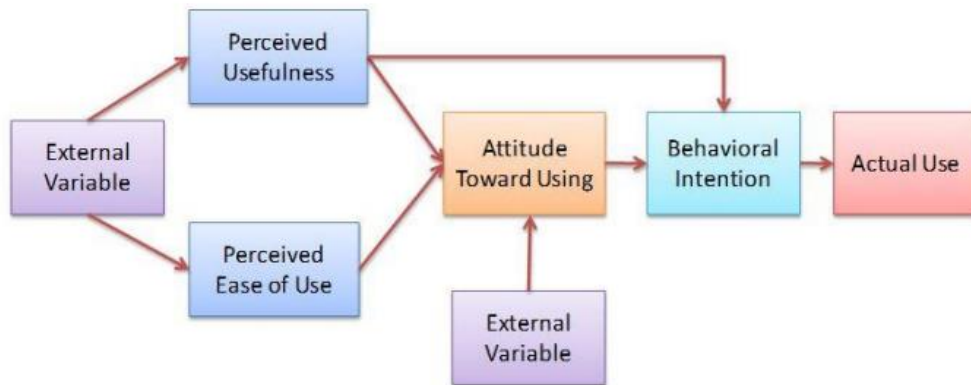 Perceived
Usefulness
External
Variable
Attitude
Toward Using
Behavioral
Intention
Actual Use
Perceived
Ease of Use
External
Variable